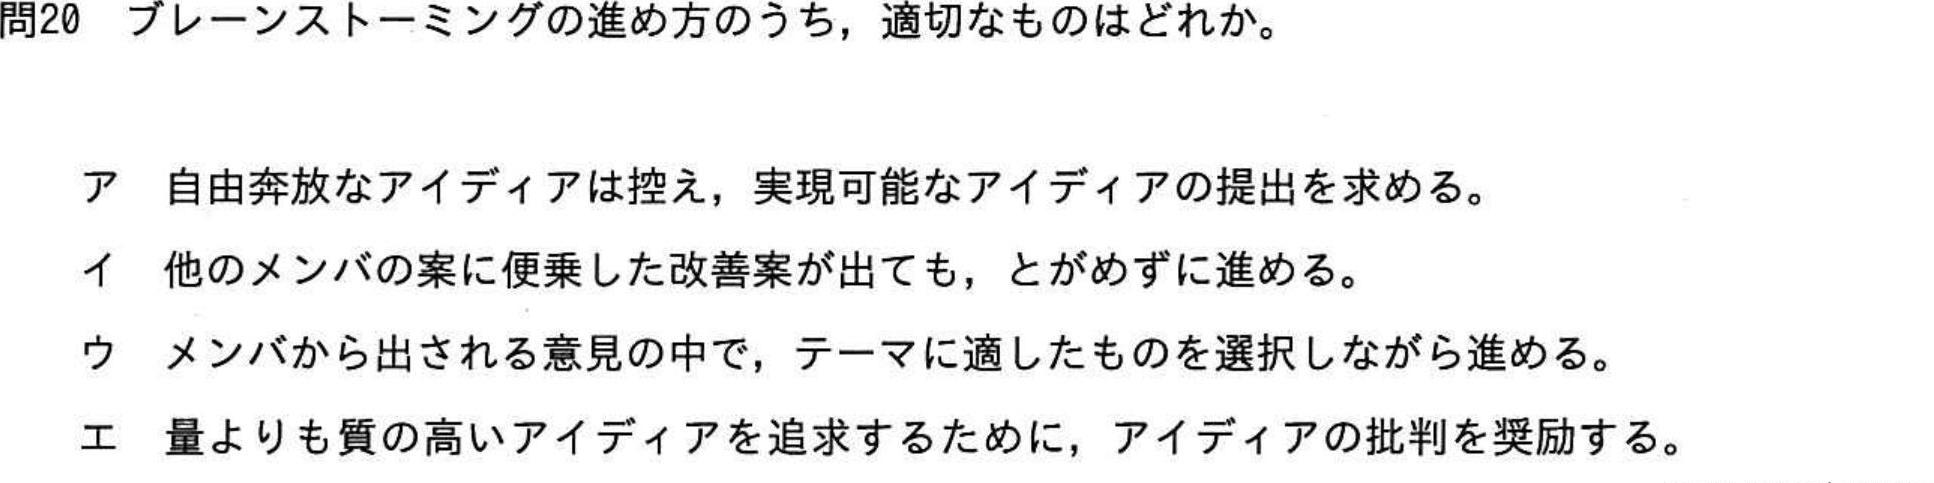 問20　ブレーンストーミングの進め方のうち，適切なものはどれか。
ア　自由奔放なアイディアは控え，実現可能なアイディアの提出を求める。
イ　他のメンバの案に便乗した改善案が出ても，とがめずに進める。
ウ　メンバから出される意見の中で，テーマに適したものを選択しながら進める。
エ　量よりも質の高いアイディアを追求するために，アイディアの批判を奨励する。